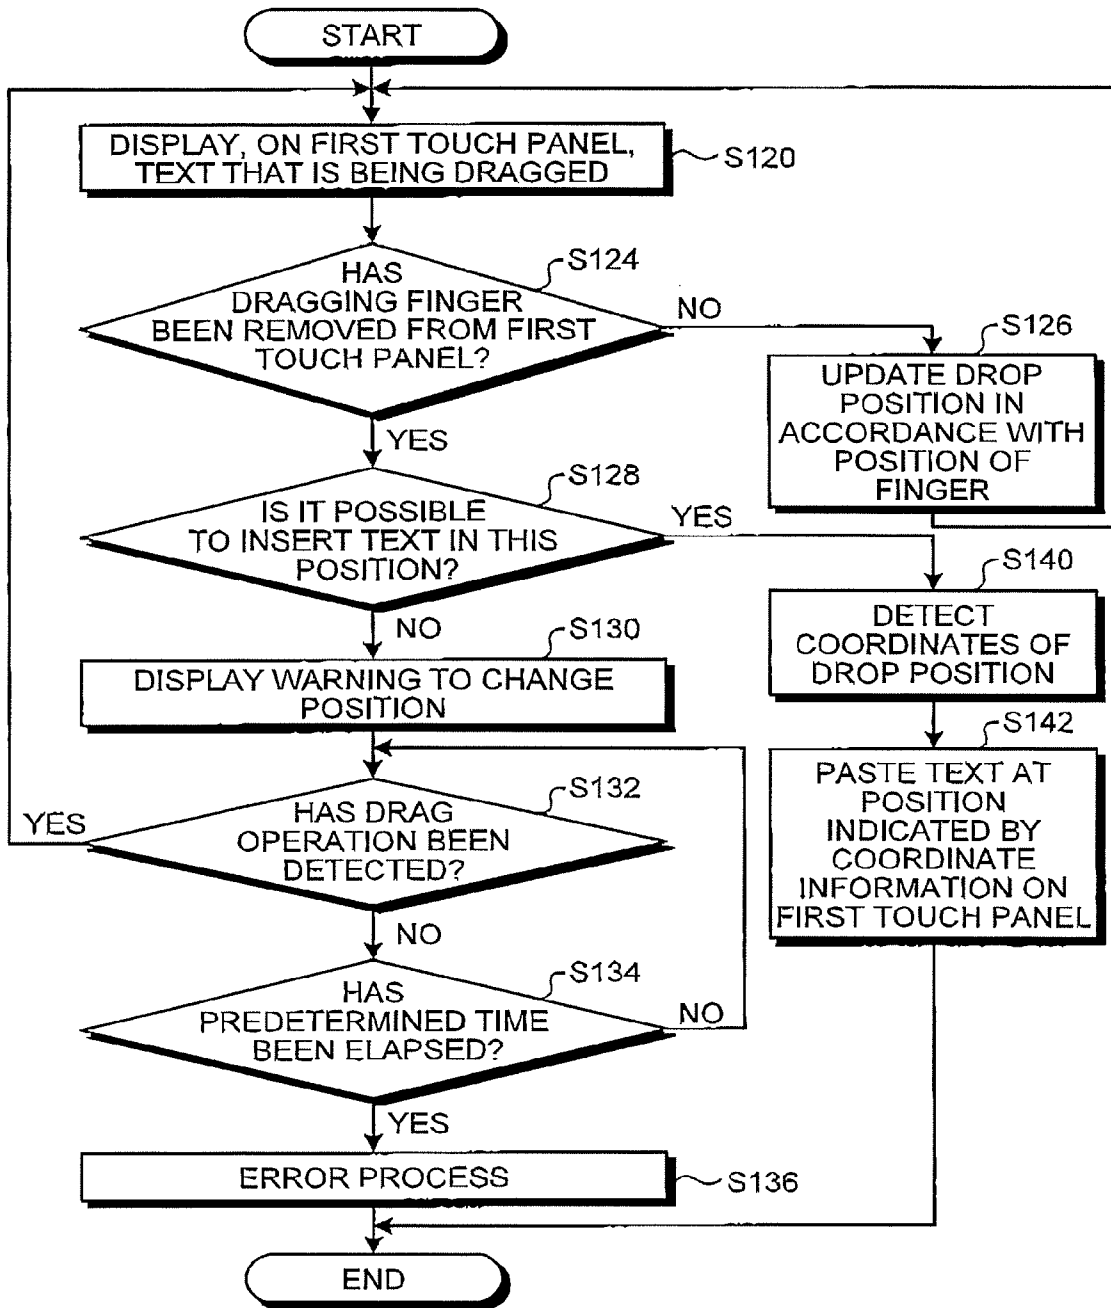 START
DISPLAY, ON FIRST TOUCH PANEL,
TEXT THAT IS BEING DRAGGED
S120
HAS
DRAGGING FINGER
BEEN REMOVED FROM FIRST
TOUCH PANEL?
S124
NO
YES
S126
UPDATE DROP
POSITION IN
ACCORDANCE WITH
POSITION OF
FINGER
S128
IS IT POSSIBLE
TO INSERT TEXT IN THIS
POSITION?
YES
NO
S130
DISPLAY WARNING TO CHANGE
POSITION
S140
DETECT
COORDINATES OF
DROP POSITION
S142
PASTE TEXT AT
POSITION
INDICATED BY
COORDINATE
INFORMATION ON
FIRST TOUCH PANEL
S132
HAS DRAG
OPERATION BEEN
DETECTED?
YES
NO
S134
HAS
PREDETERMINED TIME
BEEN ELAPSED?
NO
YES
ERROR PROCESS
S136
END